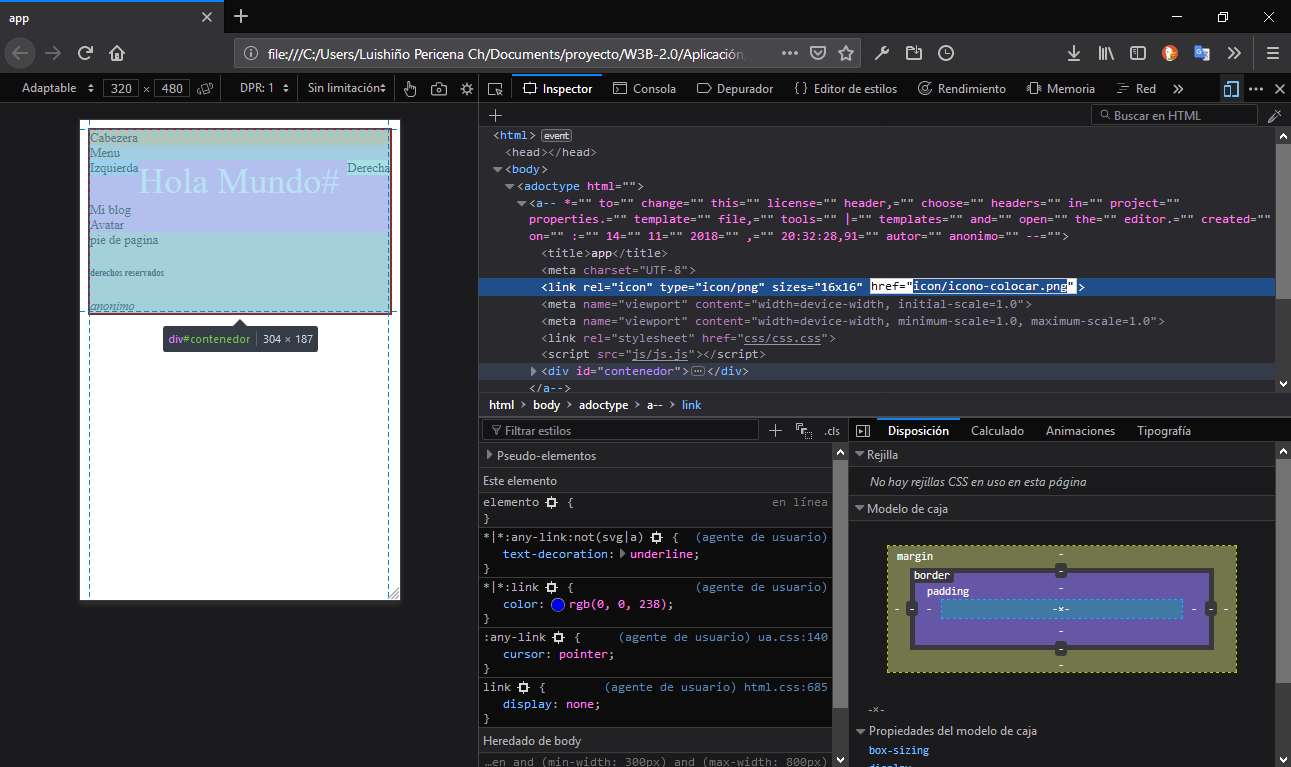 app
file:///C:/Users/Luishiño Pericena Ch/Documents/proyecto/W3B-2.0/Aplicación
Adaptable 320 × 480 DPR: 1 Sin limitación
Inspector Consola Depurador {} Editor de estilos Rendimiento Memoria Red
Buscar en HTML
Cabezera
Menu
Izquierda Hola Mundo# Derecha
Mi blog
Avatar
pie de pagina
derechos reservados
anonimo
div#contenedor 304 × 187
<html> event
<head></head>
<body>
<adoctype html="">
<a-- *="" to="" change="" this="" license="" header,="" choose="" headers="" in="" project=""
properties.="" template="" file,="" tools="" |="" templates="" and="" open="" the="" editor.="" created=""
on="" :="" 14="" 11="" 2018="" ,="" 20:32:28,91="" autor="" anonimo="" --="">
<title>app</title>
<meta charset="UTF-8">
<link rel="icon" type="icon/png" sizes="16x16" href="icon/icono-colocar.png">
<meta name="viewport" content="width=device-width, initial-scale=1.0">
<meta name="viewport" content="width=device-width, minimum-scale=1.0, maximum-scale=1.0">
<link rel="stylesheet" href="css/css.css">
<script src="js/js.js"></script>
<div id="contenedor"></div>
</a-->
html body adoctype a-- link
Filtrar estilos + .cls
Pseudo-elementos
Este elemento
elemento { en línea
}
*|*:any-link:not(svg|a) { (agente de usuario)
text-decoration: underline;
}
*|*:link { (agente de usuario)
color: rgb(0, 0, 238);
}
:any-link { (agente de usuario) ua.css:140
cursor: pointer;
}
link { (agente de usuario) html.css:685
display: none;
}
Heredado de body
…en and (min-width: 300px) and (max-width: 800px)
Disposición Calculado Animaciones Tipografía
Rejilla
No hay rejillas CSS en uso en esta página
Modelo de caja
margin -
border -
padding -
- - - -×- - - -
-
-
-
-×-
Propiedades del modelo de caja
box-sizing
display